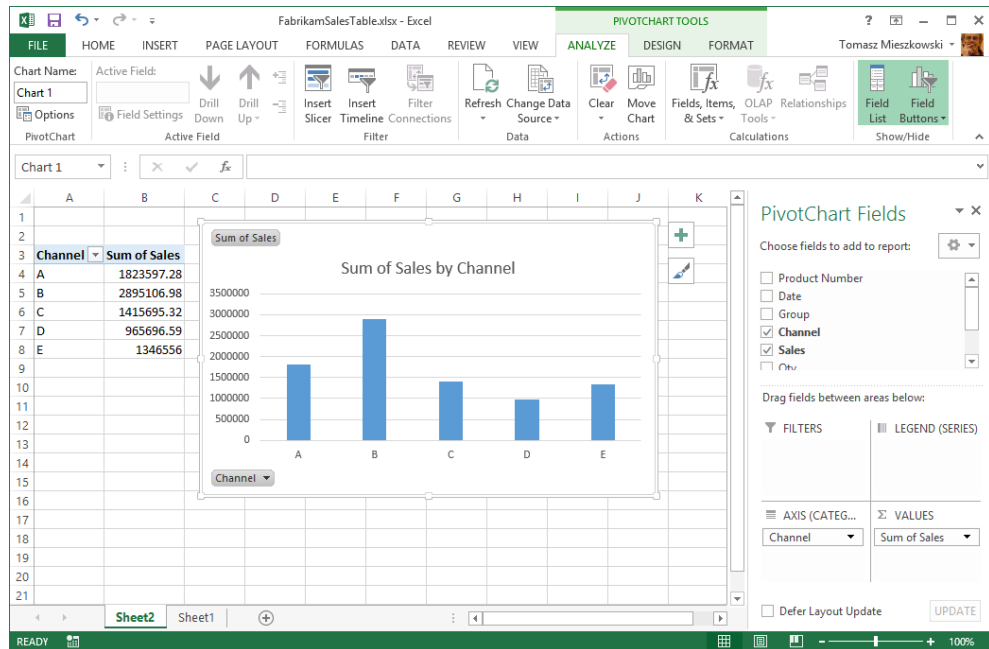 FabrikamSalesTable.xlsx - Excel
PIVOTCHART TOOLS
?
FILE HOME INSERT PAGE LAYOUT FORMULAS DATA REVIEW VIEW ANALYZE DESIGN FORMAT Tomasz Mieszkowski
Chart Name:
Chart 1
Options
PivotChart
Active Field:
Field Settings
Drill Down
Drill Up
Active Field
Insert Slicer
Insert Timeline
Filter Connections
Filter
Refresh
Change Data Source
Data
Clear
Move Chart
Actions
Fields, Items, & Sets
OLAP Tools
Relationships
Calculations
Field List
Field Buttons
Show/Hide
Chart 1 fx
A B C D E F G H I J K
1
2
3 Channel Sum of Sales
4 A 1823597.28
5 B 2895106.98
6 C 1415695.32
7 D 965696.59
8 E 1346556
9
10
11
12
13
14
15
16
17
18
19
20
21
Sum of Sales
Sum of Sales by Channel
3500000
3000000
2500000
2000000
1500000
1000000
500000
0
A B C D E
Channel
PivotChart Fields
Choose fields to add to report:
Product Number
Date
Group
Channel
Sales
Qty
Drag fields between areas below:
FILTERS
LEGEND (SERIES)
AXIS (CATEG...
Channel
Σ VALUES
Sum of Sales
Defer Layout Update
UPDATE
Sheet2 Sheet1
READY
100%